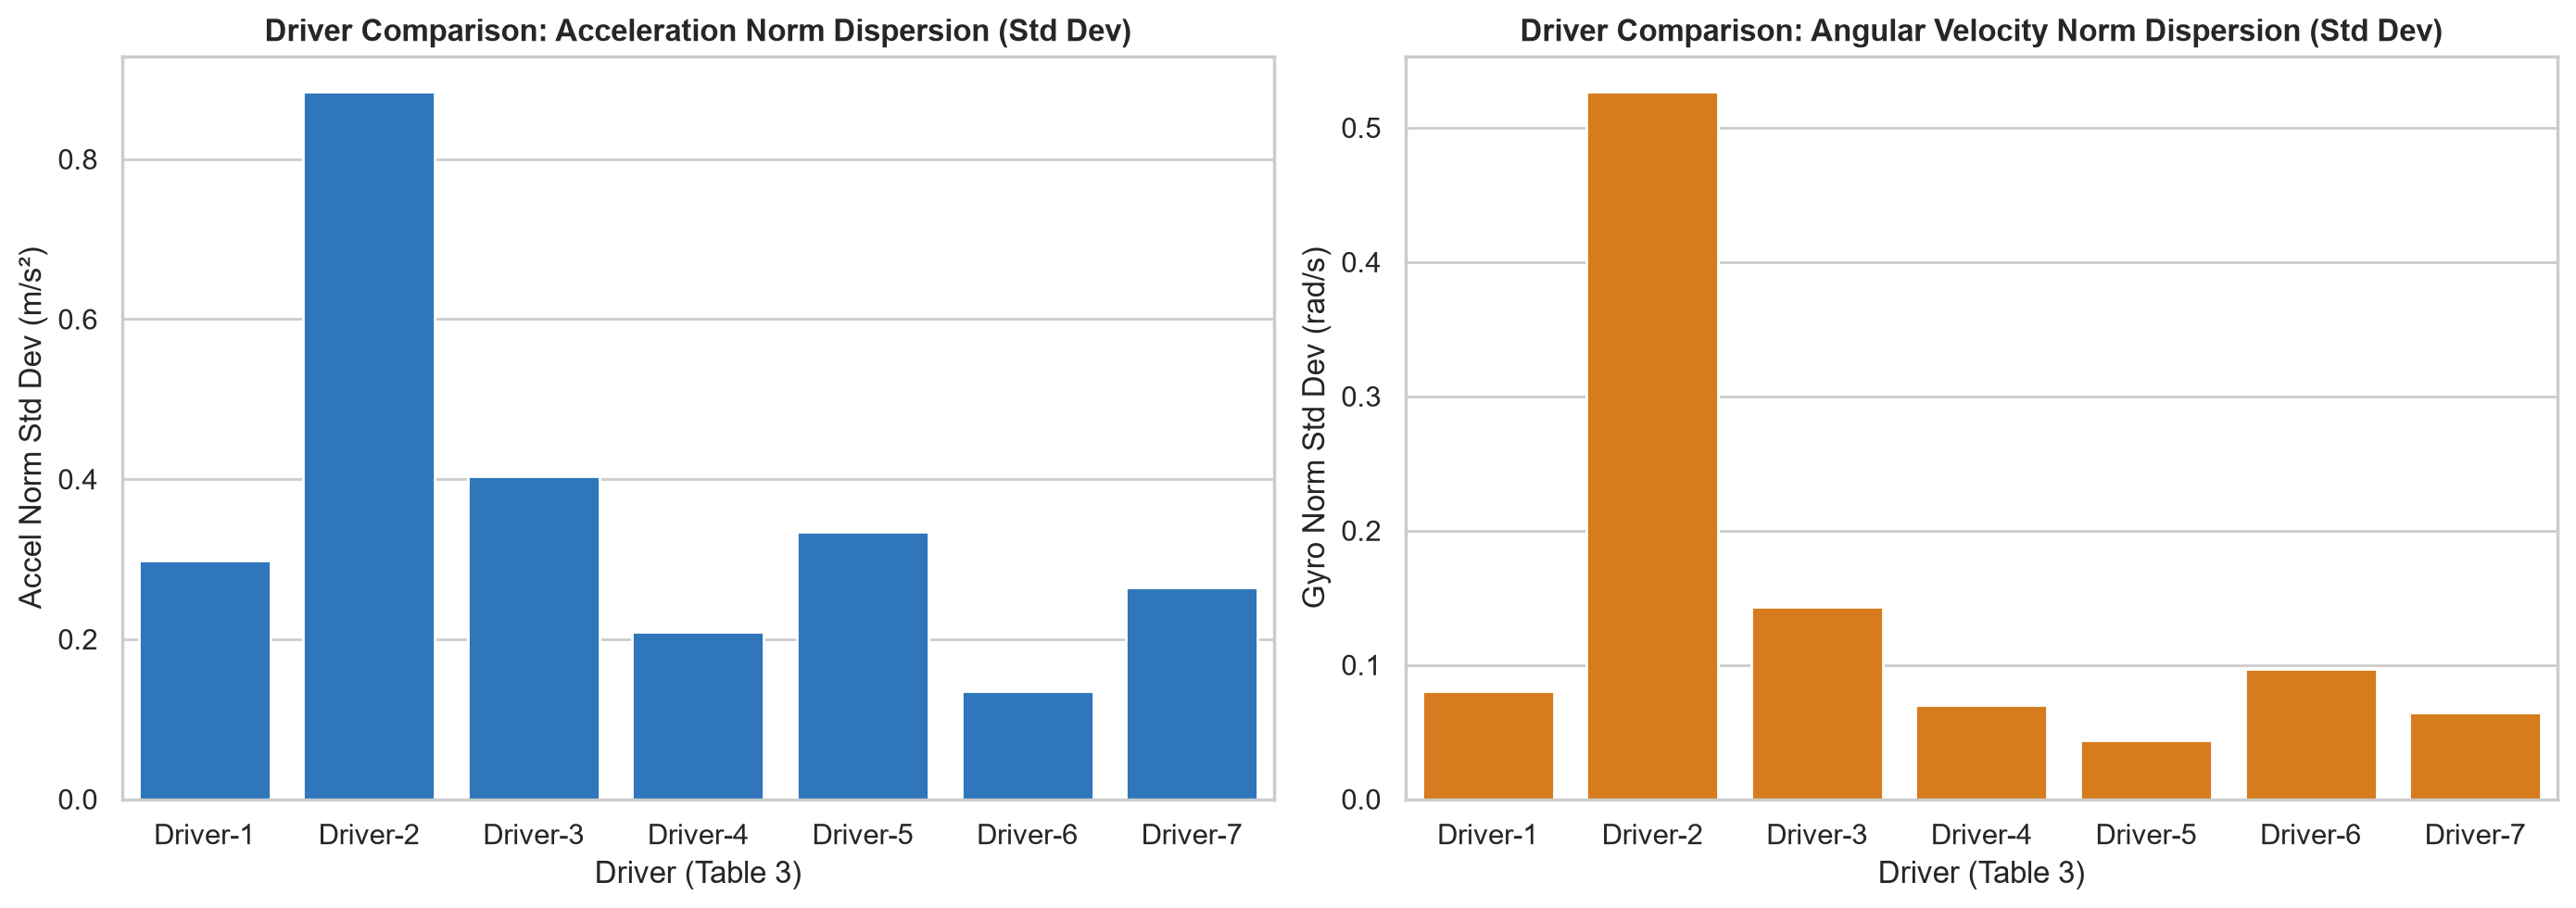 Driver Comparison: Acceleration Norm Dispersion (Std Dev)
Accel Norm Std Dev (m/s²)
0.8
0.6
0.4
0.2
0.0
Driver-1 Driver-2 Driver-3 Driver-4 Driver-5 Driver-6 Driver-7
Driver (Table 3)
Driver Comparison: Angular Velocity Norm Dispersion (Std Dev)
Gyro Norm Std Dev (rad/s)
0.5
0.4
0.3
0.2
0.1
0.0
Driver-1 Driver-2 Driver-3 Driver-4 Driver-5 Driver-6 Driver-7
Driver (Table 3)